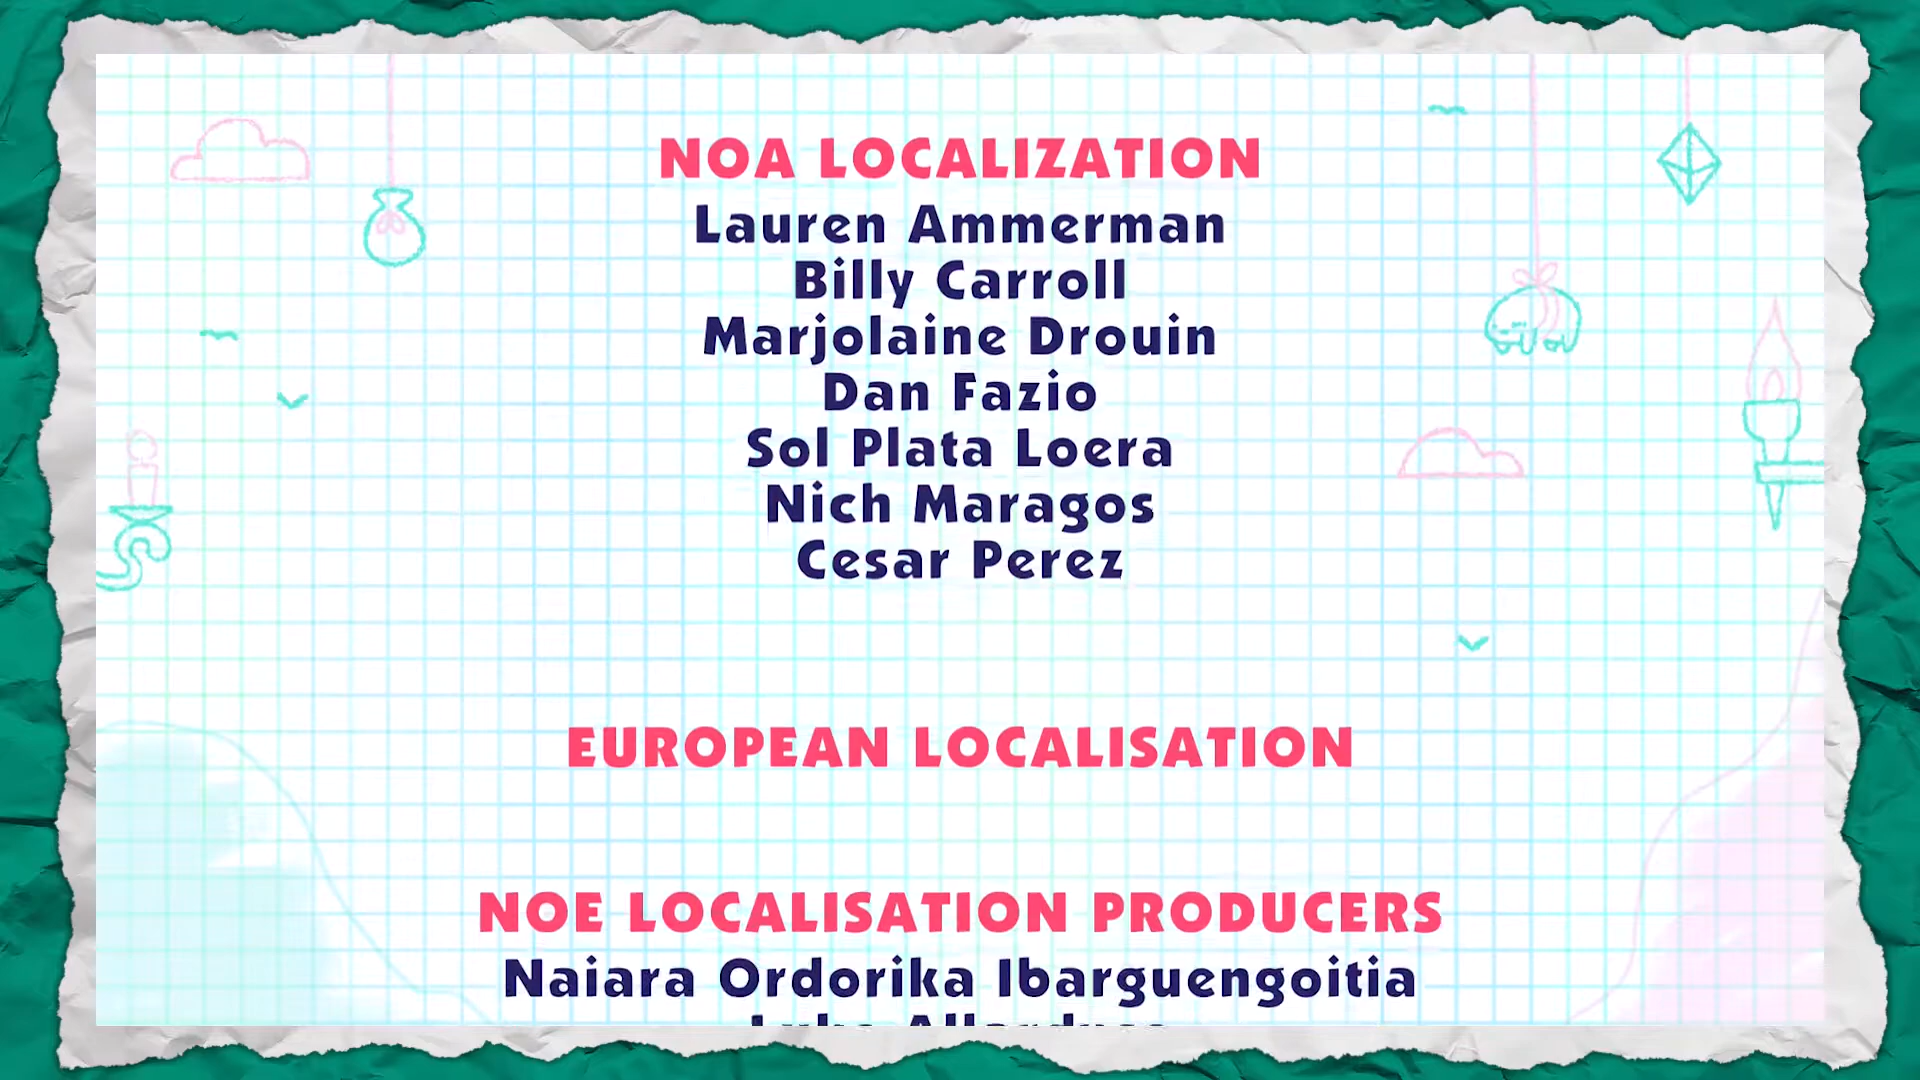 NOA LOCALIZATION
Lauren Ammerman
Billy Carroll
Marjolaine Drouin
Dan Fazio
Sol Plata Loera
Nich Maragos
Cesar Perez
EUROPEAN LOCALISATION
NOE LOCALISATION PRODUCERS
Naiara Ordorika Ibarguengoitia